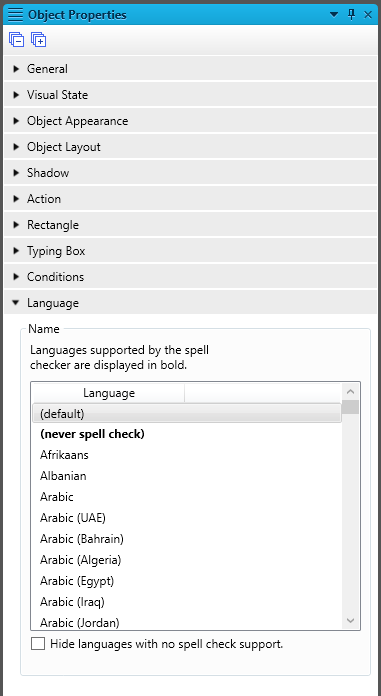 Object Properties
General
Visual State
Object Appearance
Object Layout
Shadow
Action
Rectangle
Typing Box
Conditions
Language
Name
Languages supported by the spell
checker are displayed in bold.
Language
(default)
(never spell check)
Afrikaans
Albanian
Arabic
Arabic (UAE)
Arabic (Bahrain)
Arabic (Algeria)
Arabic (Egypt)
Arabic (Iraq)
Arabic (Jordan)
Hide languages with no spell check support.